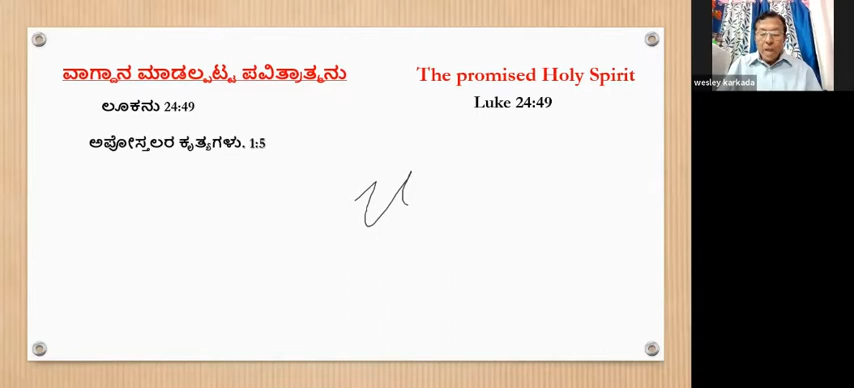 ವಾಗ್ದಾನ ಮಾಡಲ್ಪಟ್ಟ ಪವಿತ್ರಾತ್ಮನು
ಲೂಕನು 24:49
ಅಪೋಸ್ತಲರ ಕೃತ್ಯಗಳು. 1:5
The promised Holy Spirit
Luke 24:49
wesley karkada